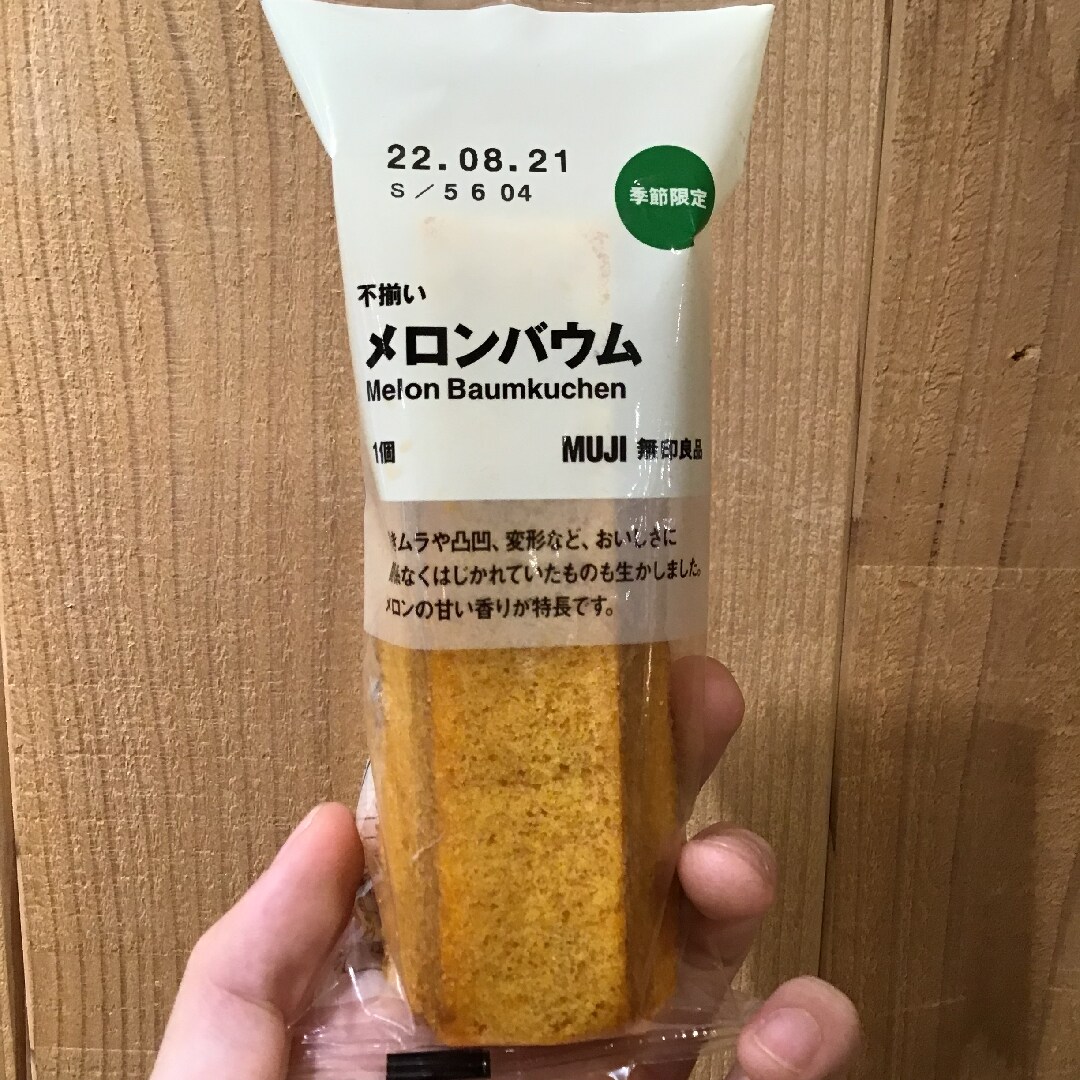 22.08.21
S/5604
季節限定
不揃い
メロンバウム
Melon Baumkuchen
1個
MUJI 無印良品
ムラや凸凹、変形など、おいしさに
なくはじかれていたものも生かしました。
メロンの甘い香りが特長です。